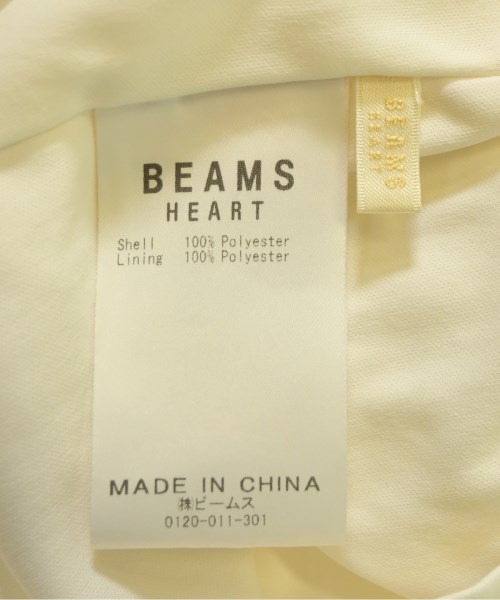 BEAMS
HEART
Shell 100% Polyester
Lining 100% Polyester
MADE IN CHINA
㈱ビームス
0120-011-301
BEAMS
HEART